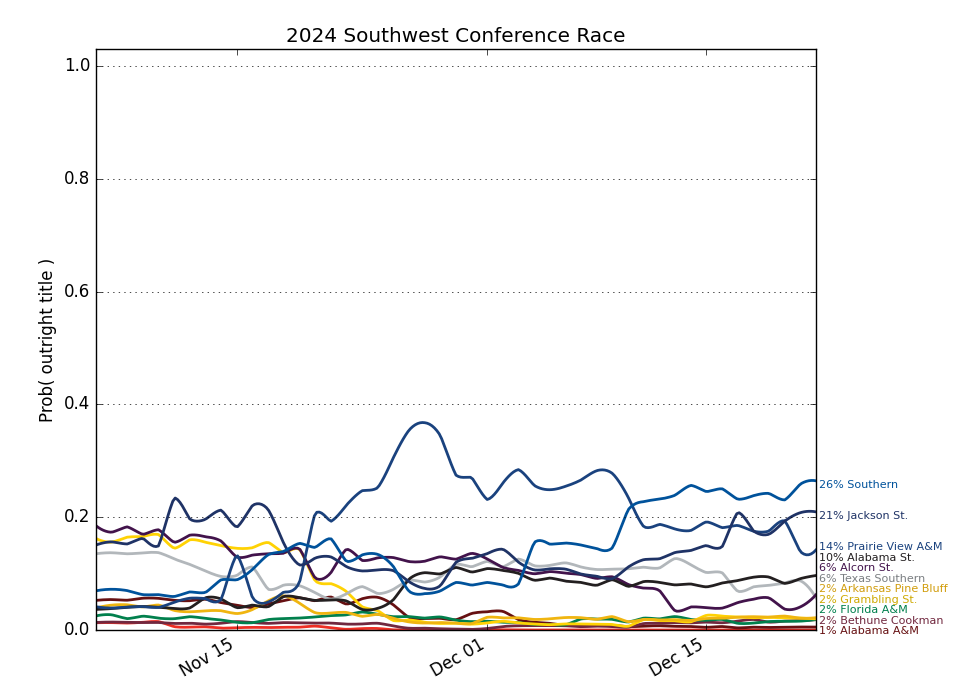 2024 Southwest Conference Race
Prob( outright title )
1.0
0.8
0.6
0.4
0.2
0.0
Nov 15
Dec 01
Dec 15
26% Southern
21% Jackson St.
14% Prairie View A&M
10% Alabama St.
6% Alcorn St.
6% Texas Southern
2% Arkansas Pine Bluff
2% Grambling St.
2% Florida A&M
2% Bethune Cookman
1% Alabama A&M